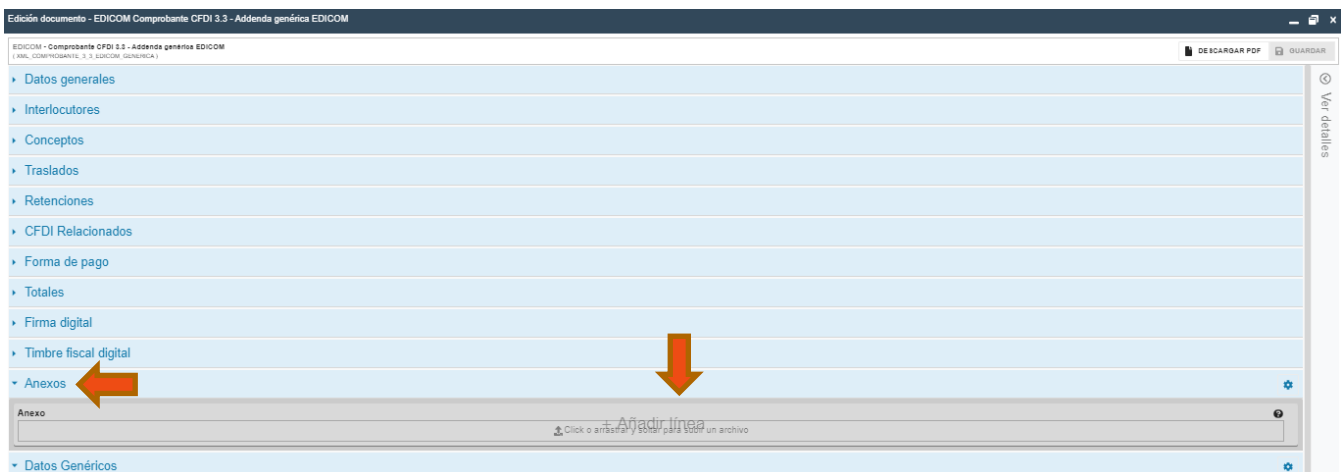 Edición documento - EDICOM Comprobante CFDI 3.3 - Addenda genérica EDICOM
EDICOM - Comprobante CFDI 3.3 - Addenda genérica EDICOM
( XML_COMPROBANTE_3_3_EDICOM_GENERICA )
DESCARGAR PDF
GUARDAR
Ver detalles
Datos generales
Interlocutores
Conceptos
Traslados
Retenciones
CFDI Relacionados
Forma de pago
Totales
Firma digital
Timbre fiscal digital
Anexos
Anexo
+ Añadir línea
Click o arrastrar y soltar para subir un archivo
Datos Genéricos